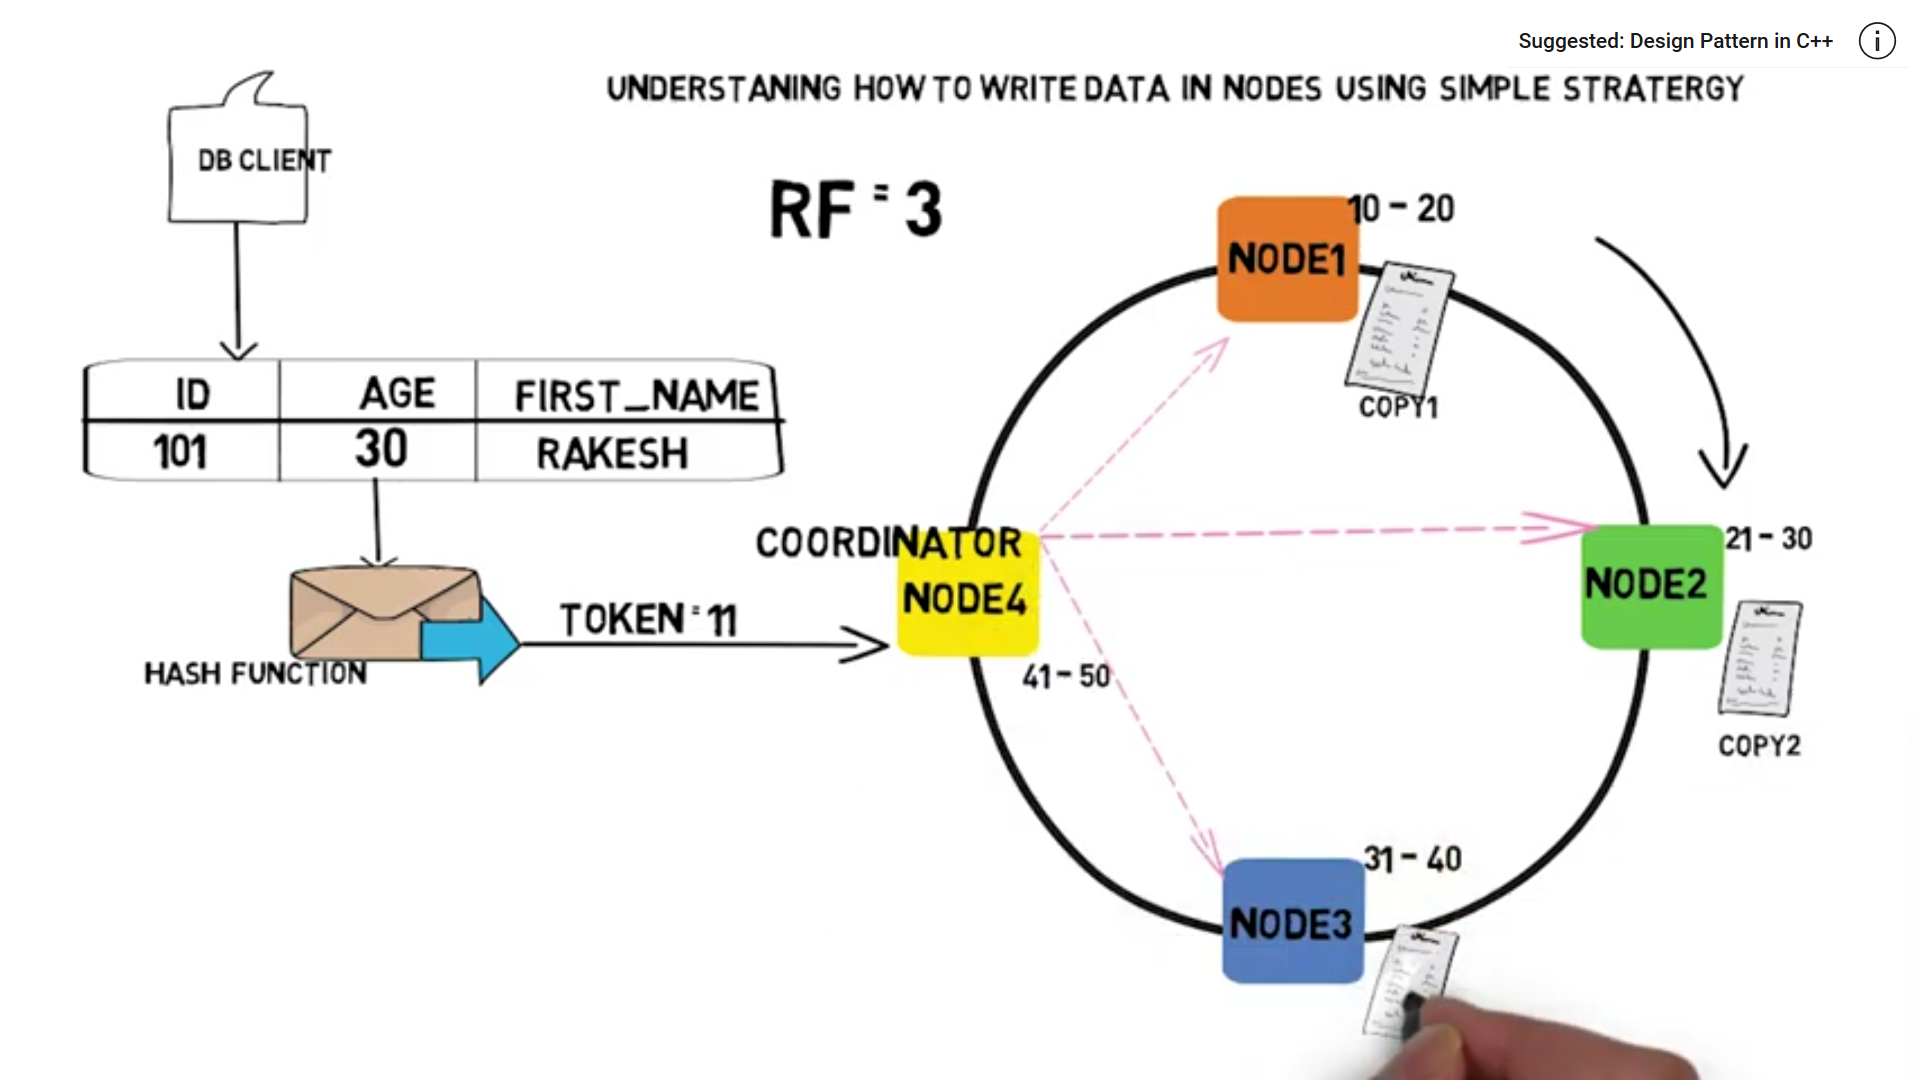 Suggested: Design Pattern in C++
UNDERSTANING HOW TO WRITE DATA IN NODES USING SIMPLE STRATERGY
DB CLIENT
RF = 3
ID AGE FIRST_NAME
101 30 RAKESH
HASH FUNCTION
TOKEN = 11
COORDINATOR
NODE4
41 - 50
NODE1
10 - 20
COPY1
NODE2
21 - 30
COPY2
NODE3
31 - 40